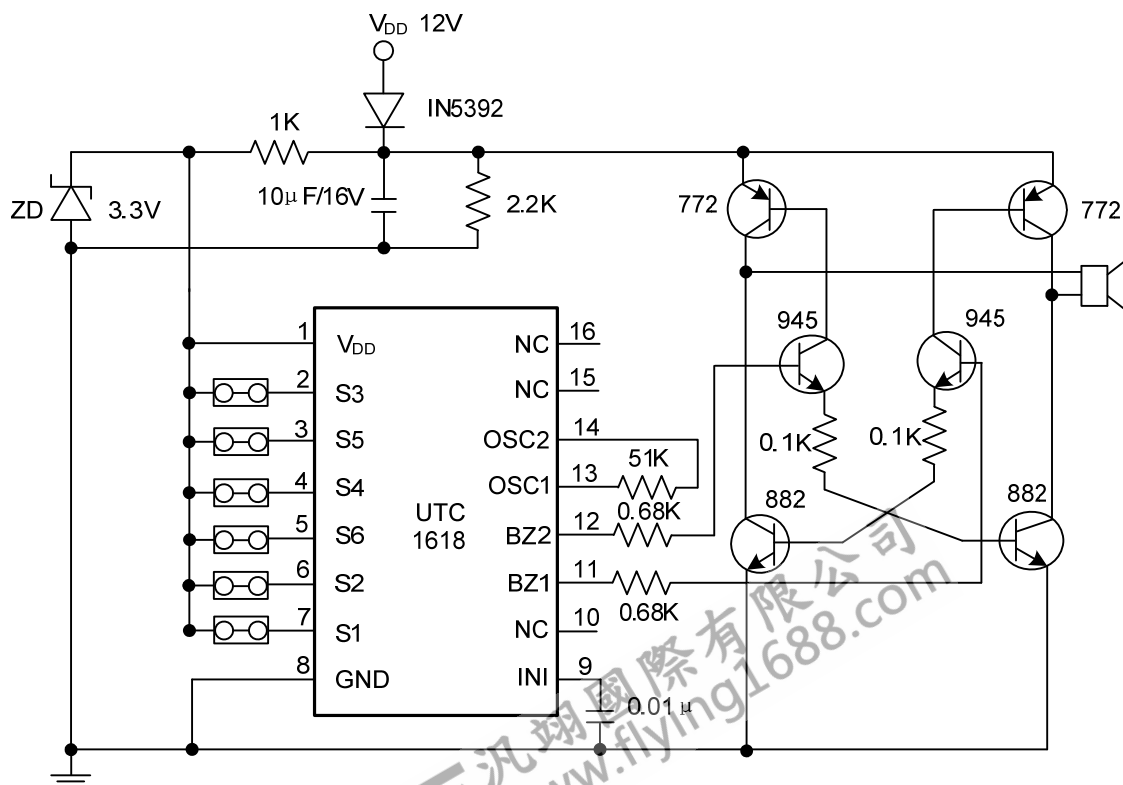 VDD 12V
IN5392
1K
10μF/16V
2.2K
ZD
3.3V
772
772
945
945
0.1K
0.1K
882
882
1
VDD
2
S3
3
S5
4
S4
5
S6
6
S2
7
S1
8
GND
UTC
1618
NC
16
NC
15
OSC2
14
OSC1
13
51K
BZ2
12
0.68K
BZ1
11
0.68K
NC
10
INI
9
0.01μ
汎翊國際有限公司
www.flying1688.com